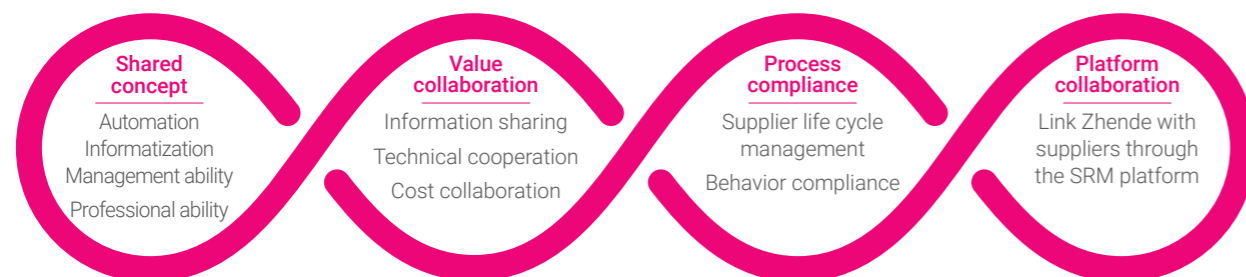 Shared
concept
Automation
Informatization
Management ability
Professional ability
Value
collaboration
Information sharing
Technical cooperation
Cost collaboration
Process
compliance
Supplier life cycle
management
Behavior compliance
Platform
collaboration
Link Zhende with
suppliers through
the SRM platform